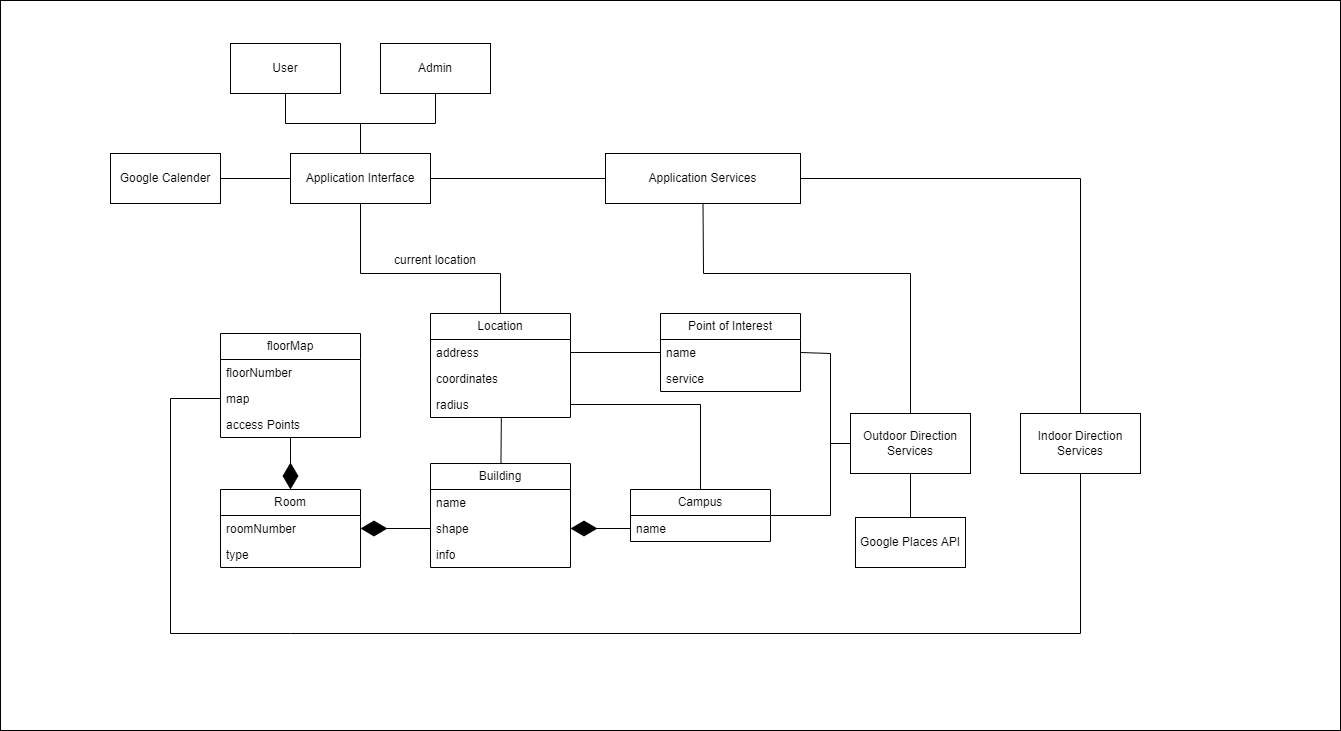 User
Admin
Google Calender
Application Interface
Application Services
current location
Location
address
coordinates
radius
Point of Interest
name
service
floorMap
floorNumber
map
access Points
Outdoor Direction
Services
Indoor Direction
Services
Building
name
shape
info
Room
roomNumber
type
Campus
name
Google Places API